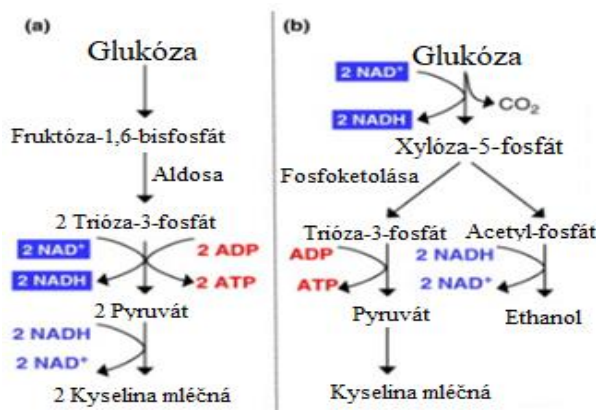 (a)
Glukóza
Fruktóza-1,6-bisfosfát
Aldosa
2 Trióza-3-fosfát
2 NAD⁺
2 ADP
2 NADH
2 ATP
2 Pyruvát
2 NADH
2 NAD⁺
2 Kyselina mléčná
(b)
Glukóza
2 NAD⁺
CO₂
2 NADH
Xylóza-5-fosfát
Fosfoketolása
Trióza-3-fosfát
Acetyl-fosfát
ADP
2 NADH
ATP
2 NAD⁺
Pyruvát
Ethanol
Kyselina mléčná